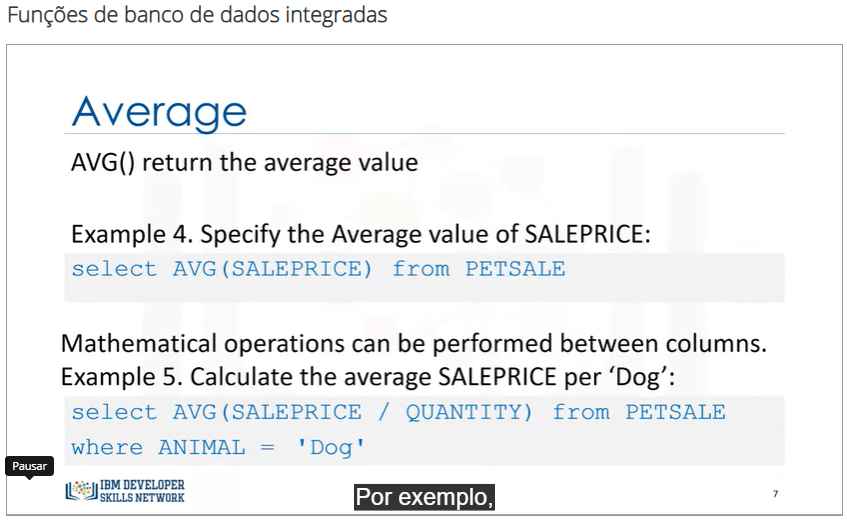 Funções de banco de dados integradas
Average
AVG() return the average value
Example 4. Specify the Average value of SALEPRICE:
select AVG(SALEPRICE) from PETSALE
Mathematical operations can be performed between columns.
Example 5. Calculate the average SALEPRICE per ‘Dog’:
select AVG(SALEPRICE / QUANTITY) from PETSALE
where ANIMAL = 'Dog'
Pausar
IBM DEVELOPER
SKILLS NETWORK
Por exemplo,
7